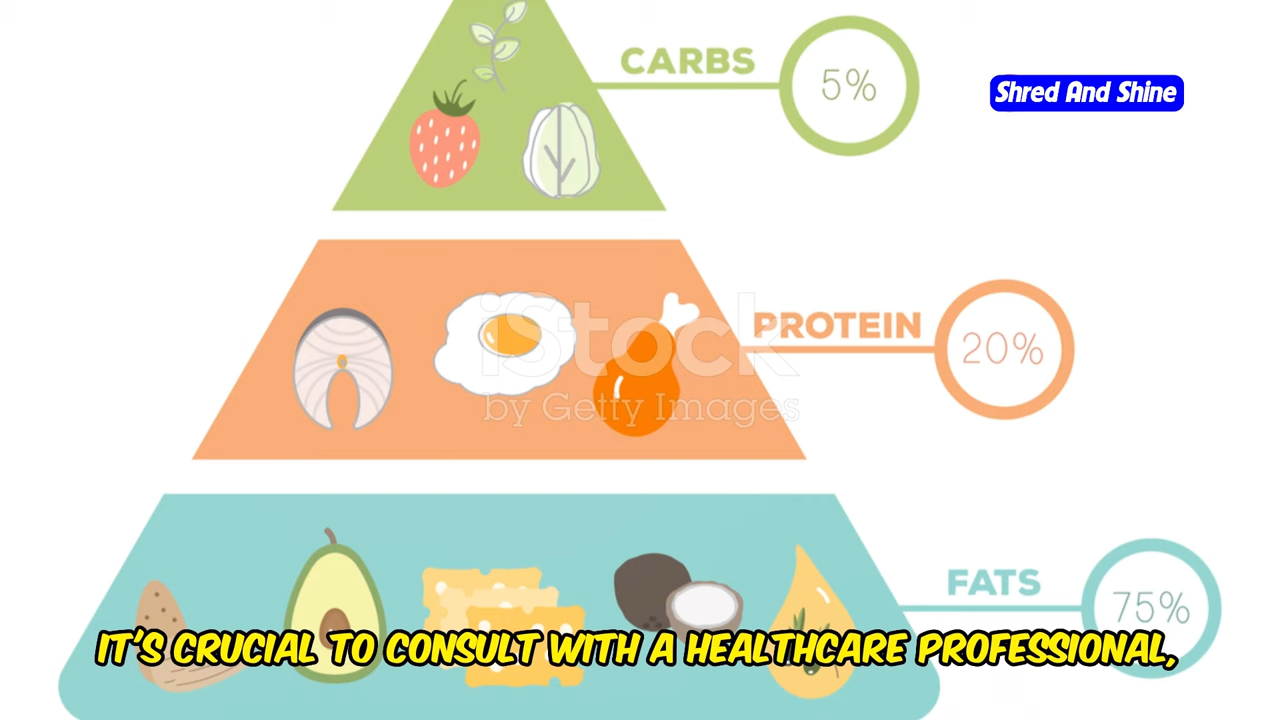 CARBS
5%
Shred And Shine
PROTEIN
20%
iStock
by Getty Images
FATS
75%
IT'S CRUCIAL TO CONSULT WITH A HEALTHCARE PROFESSIONAL,